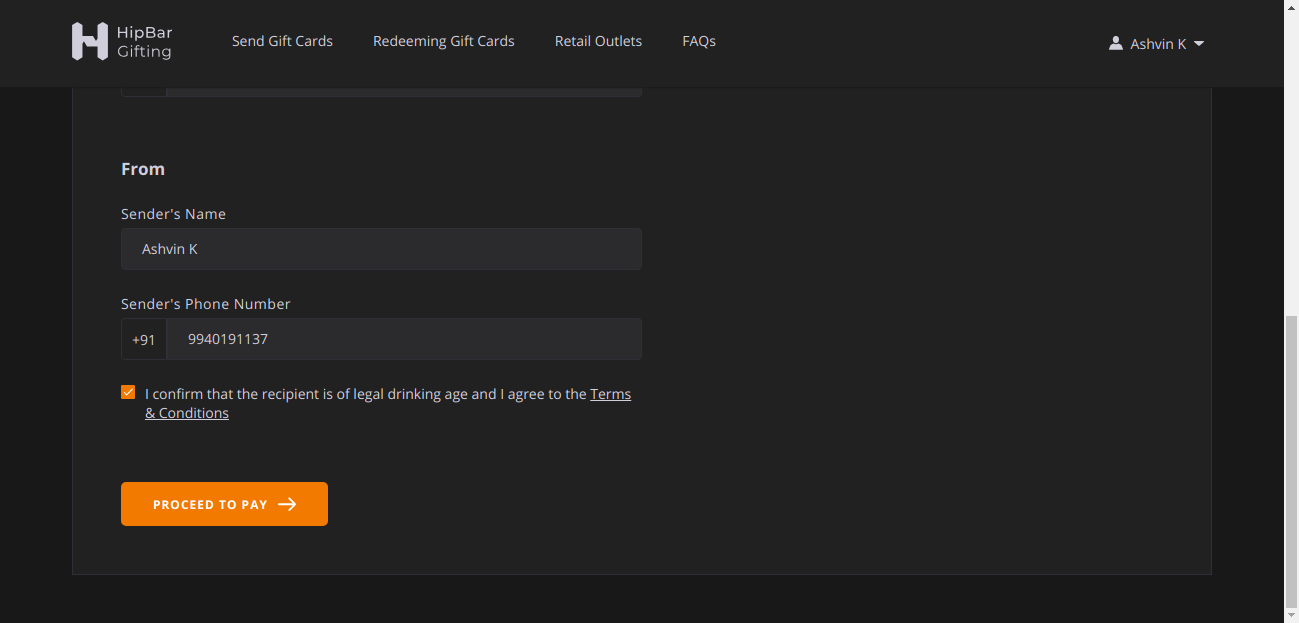 HipBar
Gifting
Send Gift Cards
Redeeming Gift Cards
Retail Outlets
FAQs
Ashvin K
From
Sender's Name
Ashvin K
Sender's Phone Number
+91
9940191137
I confirm that the recipient is of legal drinking age and I agree to the Terms
& Conditions
PROCEED TO PAY